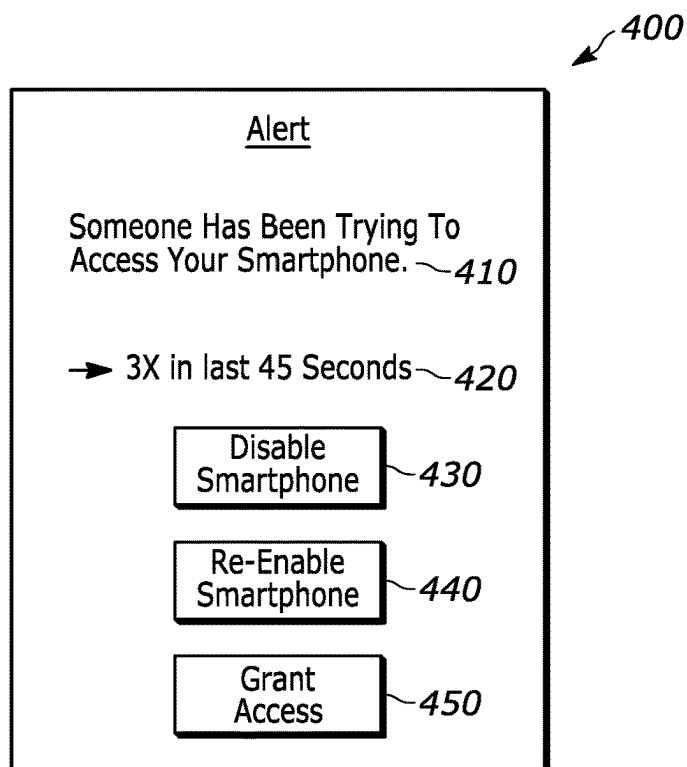 400
Alert
Someone Has Been Trying To
Access Your Smartphone. 410
3X in last 45 Seconds 420
Disable
Smartphone
430
Re-Enable
Smartphone
440
Grant
Access
450